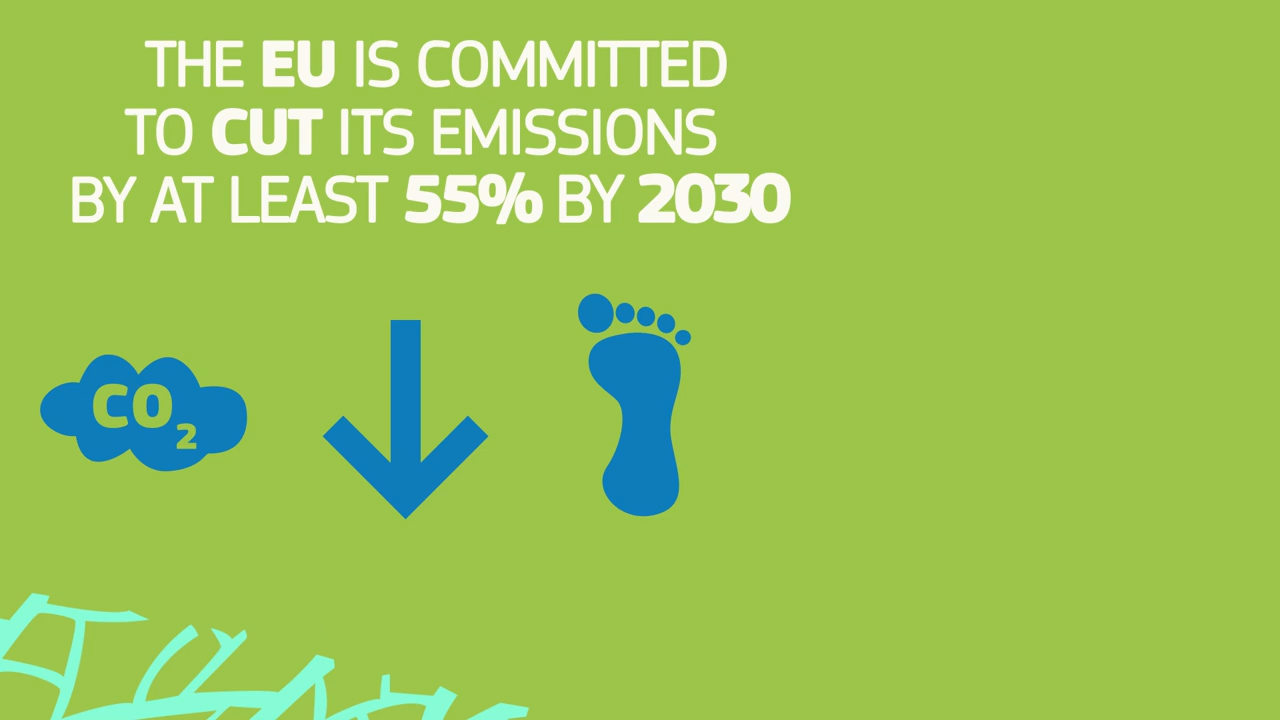 THE EU IS COMMITTED
TO CUT ITS EMISSIONS
BY AT LEAST 55% BY 2030
CO₂